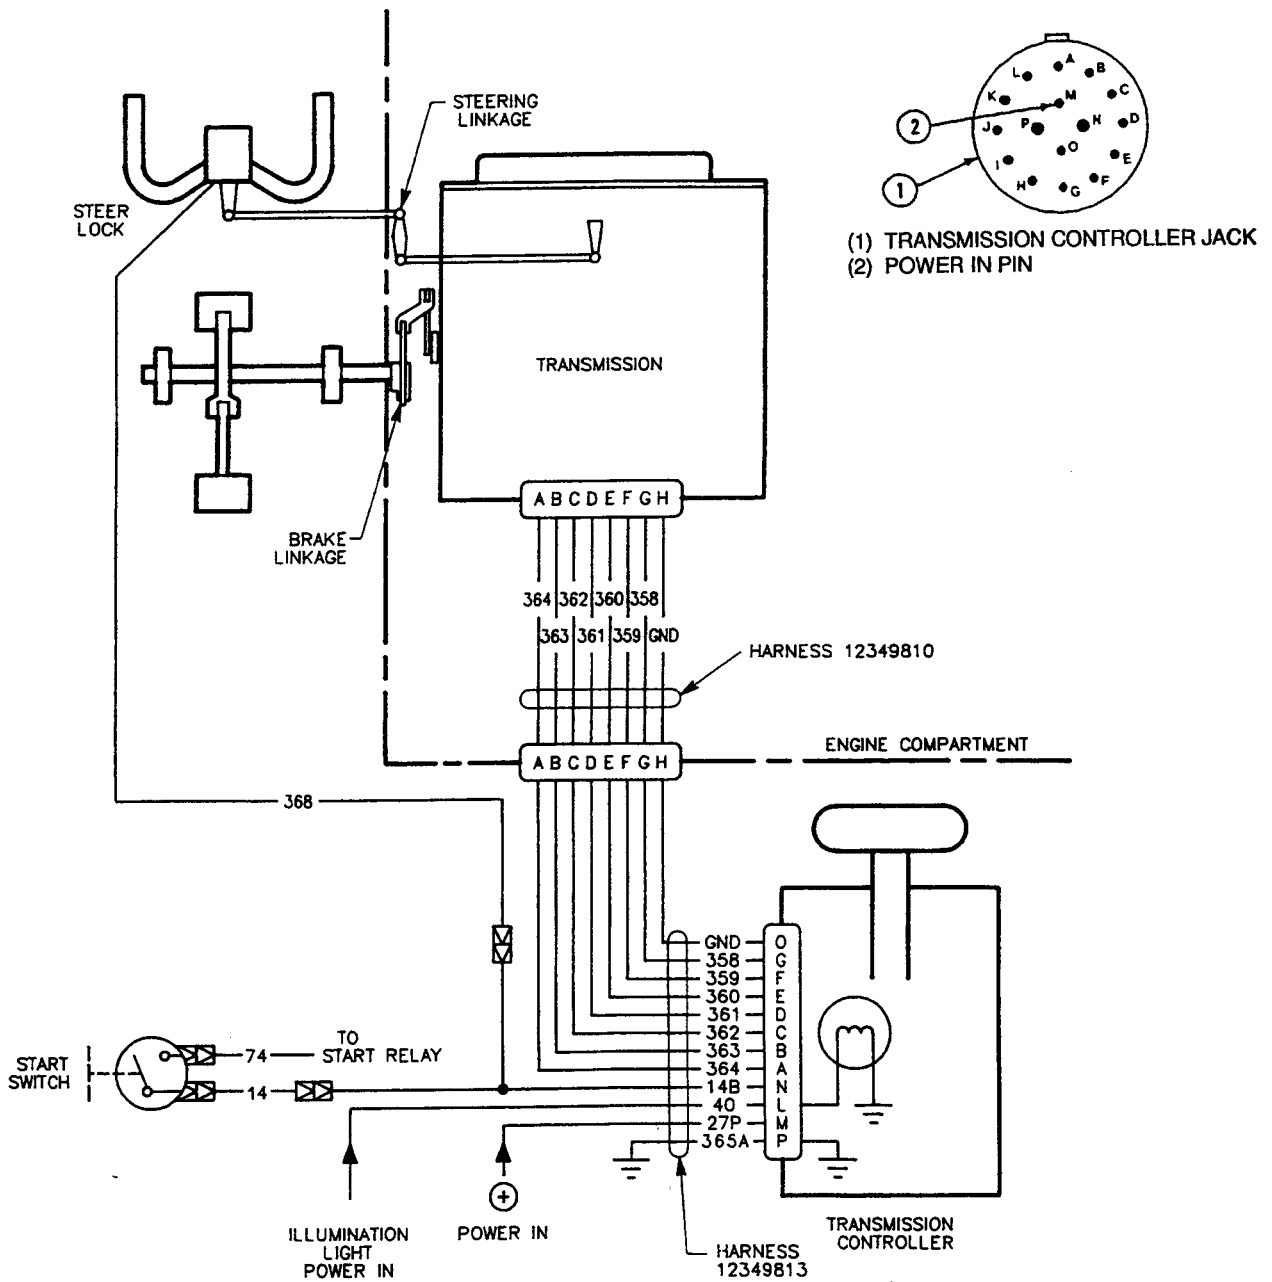 STEERING
LINKAGE
STEER
LOCK
A
B
C
D
E
F
G
H
I
J
K
L
M
N
O
P
2
1
(1) TRANSMISSION CONTROLLER JACK
(2) POWER IN PIN
TRANSMISSION
BRAKE
LINKAGE
A B C D E F G H
364 362 360 358
363 361 359 GND
HARNESS 12349810
ENGINE COMPARTMENT
A B C D E F G H
368
GND O
358 G
359 F
360 E
361 D
362 C
363 B
364 A
14B N
40 L
27P M
365A P
START
SWITCH
74
TO
START RELAY
14
ILLUMINATION
LIGHT
POWER IN
+
POWER IN
HARNESS
12349813
TRANSMISSION
CONTROLLER